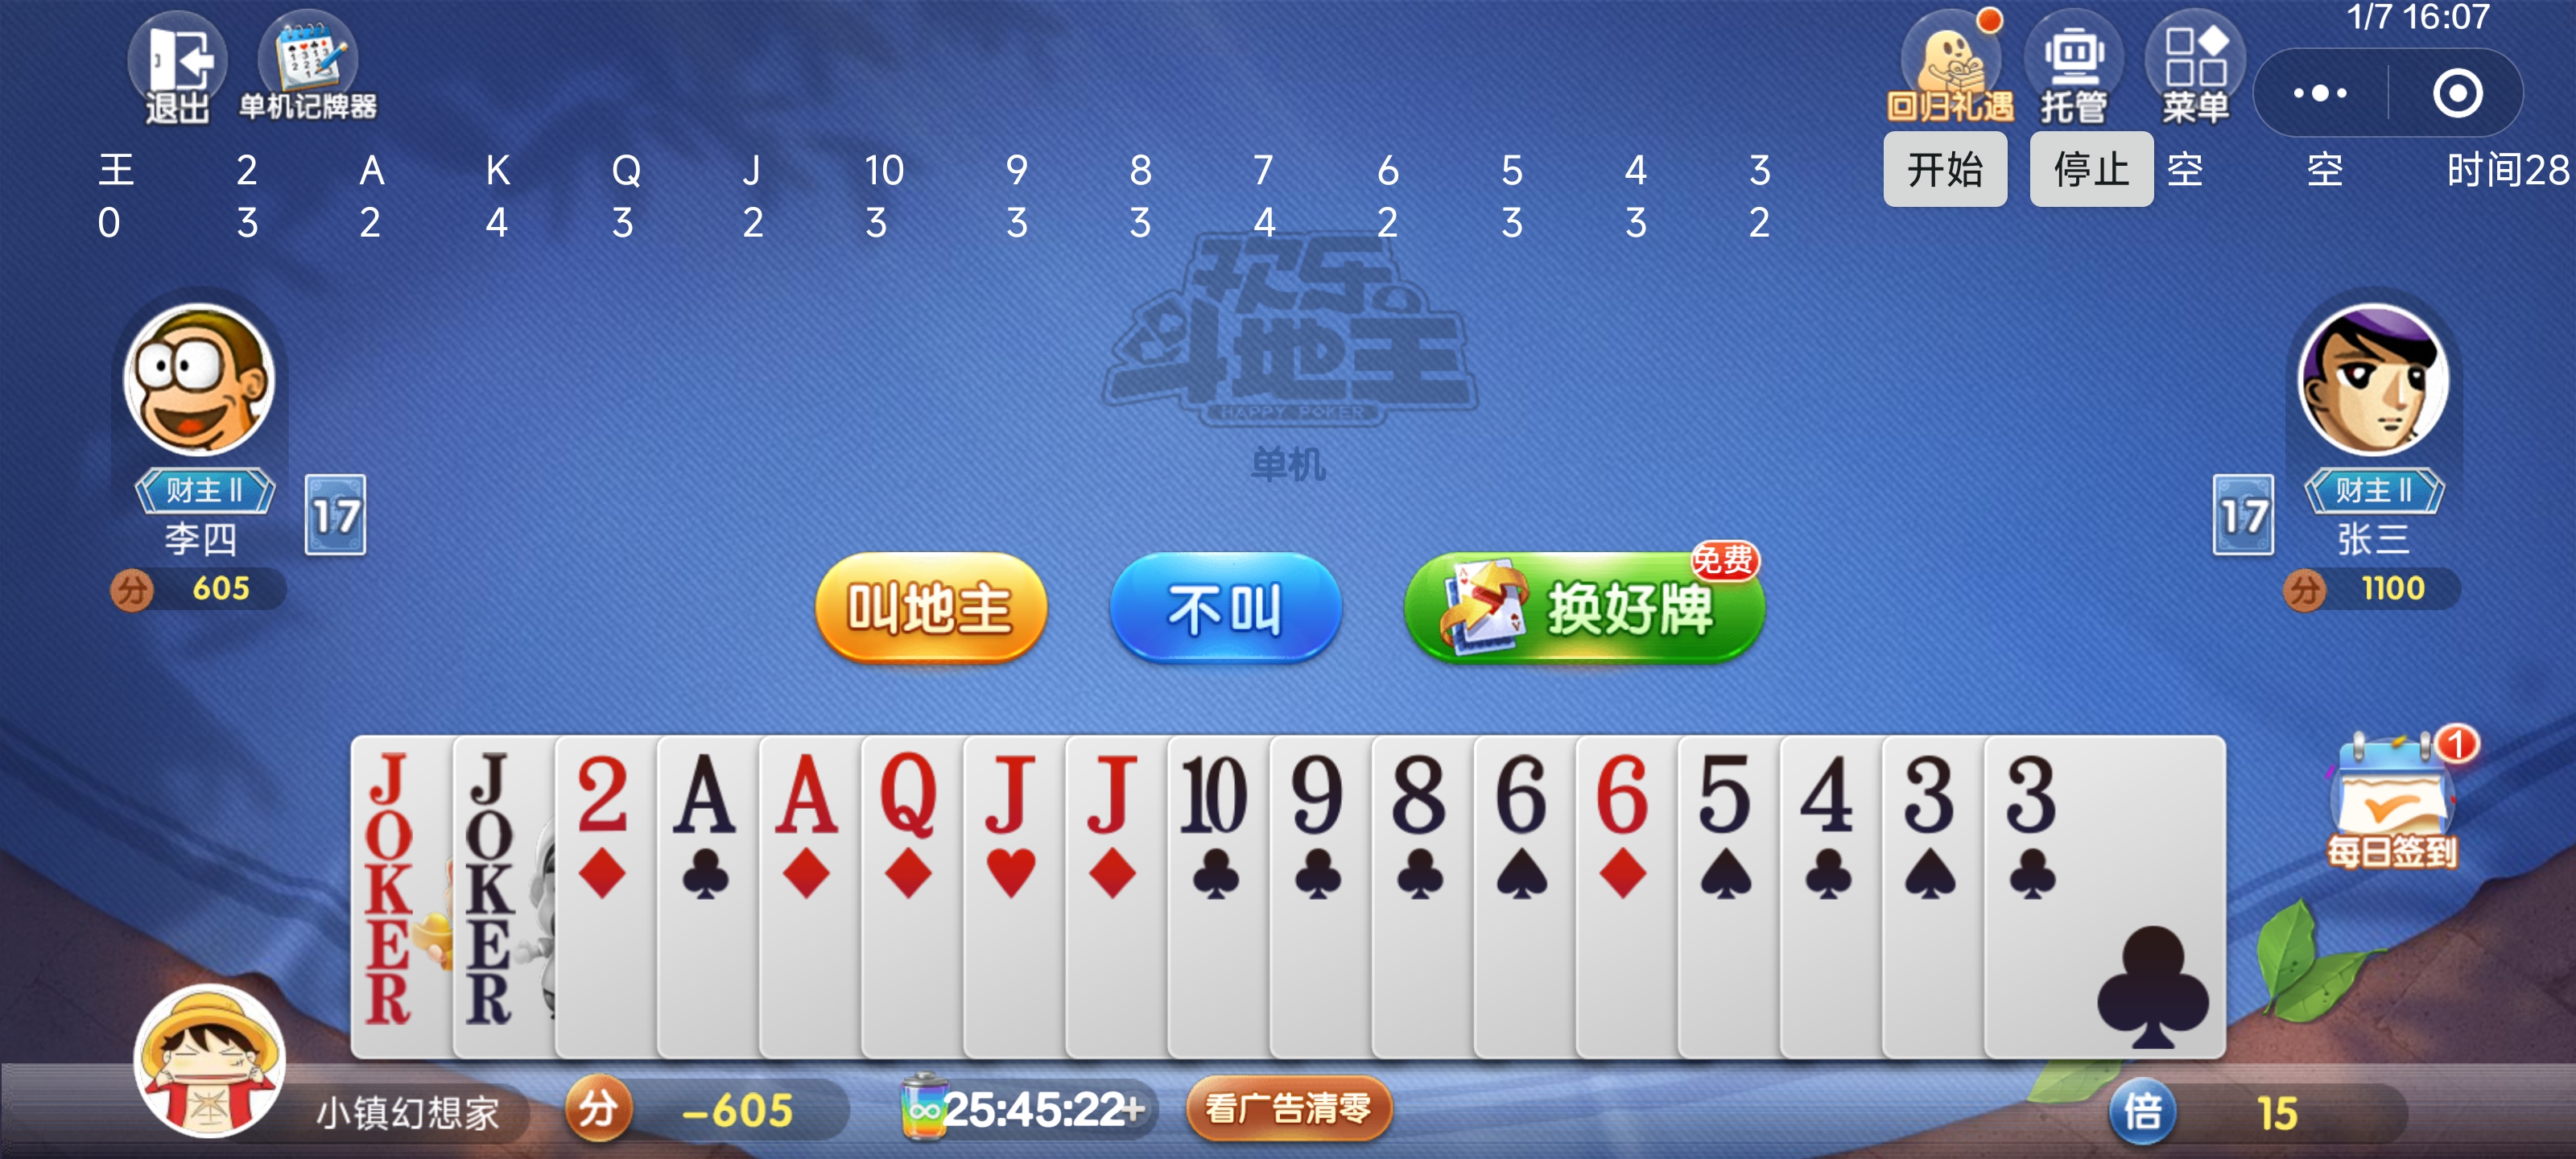 1/7 16:07
退出 单机记牌器 回归礼遇 托管 菜单
王 2 A K Q J 10 9 8 7 6 5 4 3 开始 停止 空 空 时间28
0 3 2 4 3 2 3 3 3 4 2 3 3 2
欢乐斗地主
HAPPY POKER
单机
财主 II 财主 II
17 17
李四 张三
分 605 分 1100
叫地主 不叫 换好牌 免费
JOKER JOKER 2 A A Q J J 10 9 8 6 6 5 4 3 3
1
每日签到
小镇幻想家 分 -605 25:45:22+ 看广告清零 倍 15